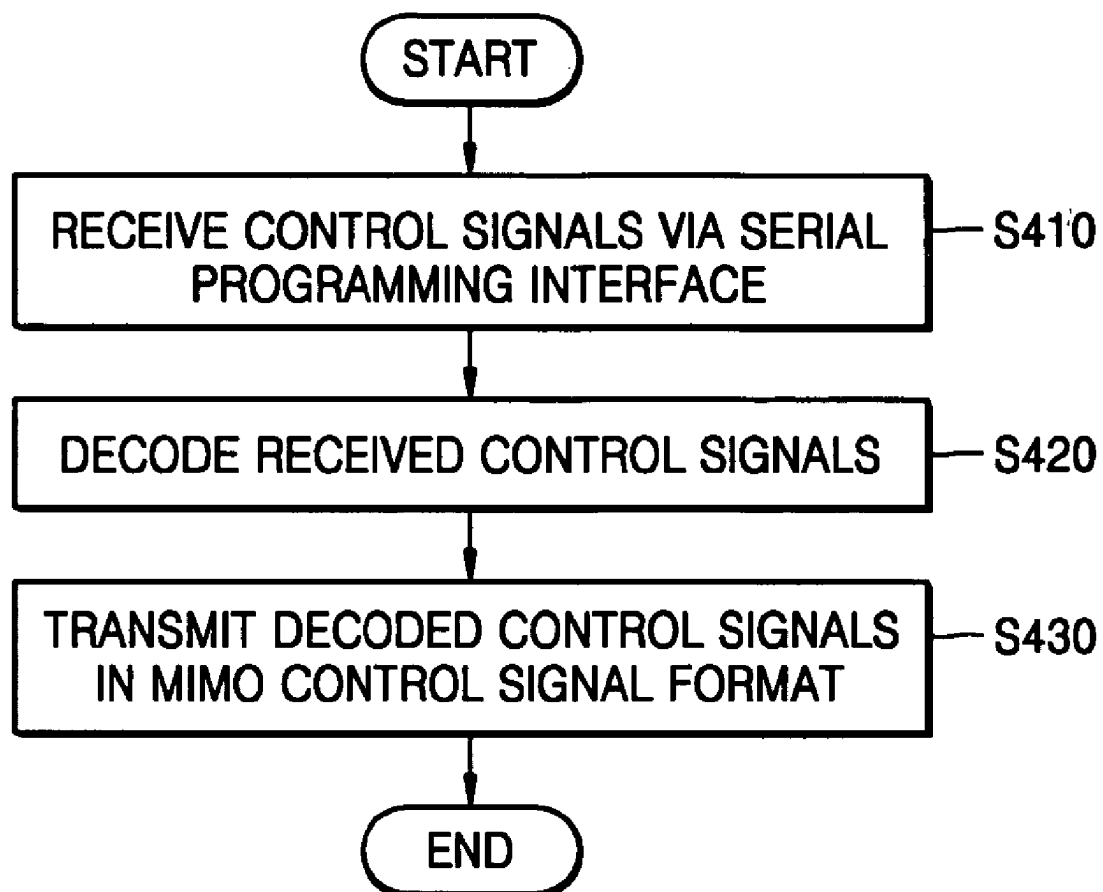 START
RECEIVE CONTROL SIGNALS VIA SERIAL
PROGRAMMING INTERFACE
S410
DECODE RECEIVED CONTROL SIGNALS
S420
TRANSMIT DECODED CONTROL SIGNALS
IN MIMO CONTROL SIGNAL FORMAT
S430
END